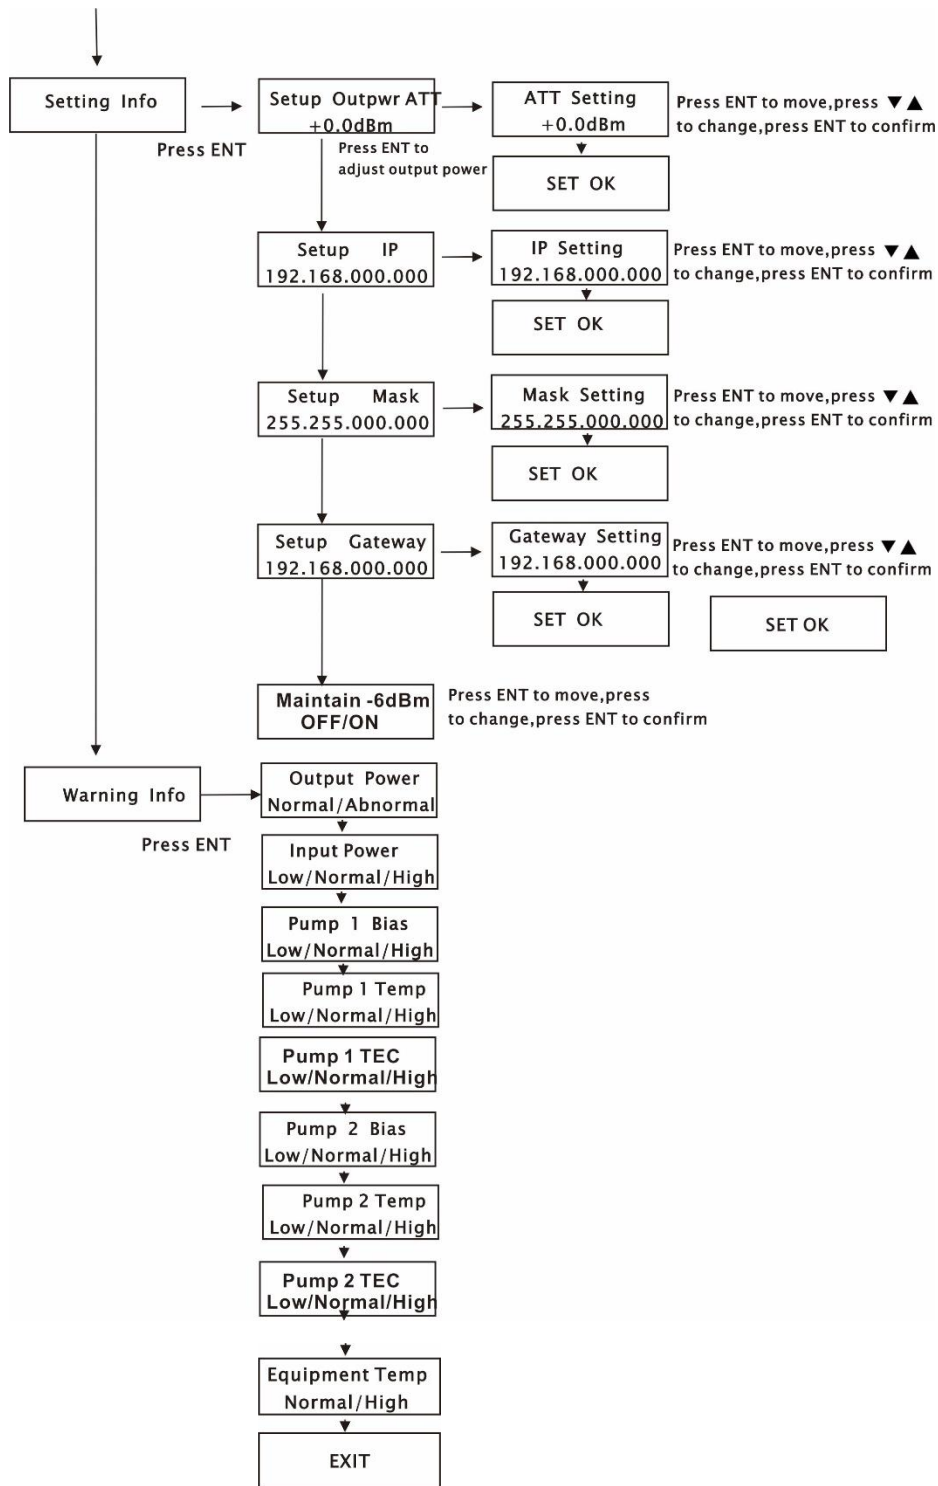 Setting Info
Press ENT
Setup Outpwr ATT
+0.0dBm
Press ENT to
adjust output power
ATT Setting
+0.0dBm
Press ENT to move,press ▼▲
to change,press ENT to confirm
SET OK
Setup IP
192.168.000.000
IP Setting
192.168.000.000
Press ENT to move,press ▼▲
to change,press ENT to confirm
SET OK
Setup Mask
255.255.000.000
Mask Setting
255.255.000.000
Press ENT to move,press ▼▲
to change,press ENT to confirm
SET OK
Setup Gateway
192.168.000.000
Gateway Setting
192.168.000.000
Press ENT to move,press ▼▲
to change,press ENT to confirm
SET OK
SET OK
Maintain -6dBm
OFF/ON
Press ENT to move,press
to change,press ENT to confirm
Warning Info
Press ENT
Output Power
Normal/Abnormal
Input Power
Low/Normal/High
Pump 1 Bias
Low/Normal/High
Pump 1 Temp
Low/Normal/High
Pump 1 TEC
Low/Normal/High
Pump 2 Bias
Low/Normal/High
Pump 2 Temp
Low/Normal/High
Pump 2 TEC
Low/Normal/High
Equipment Temp
Normal/High
EXIT